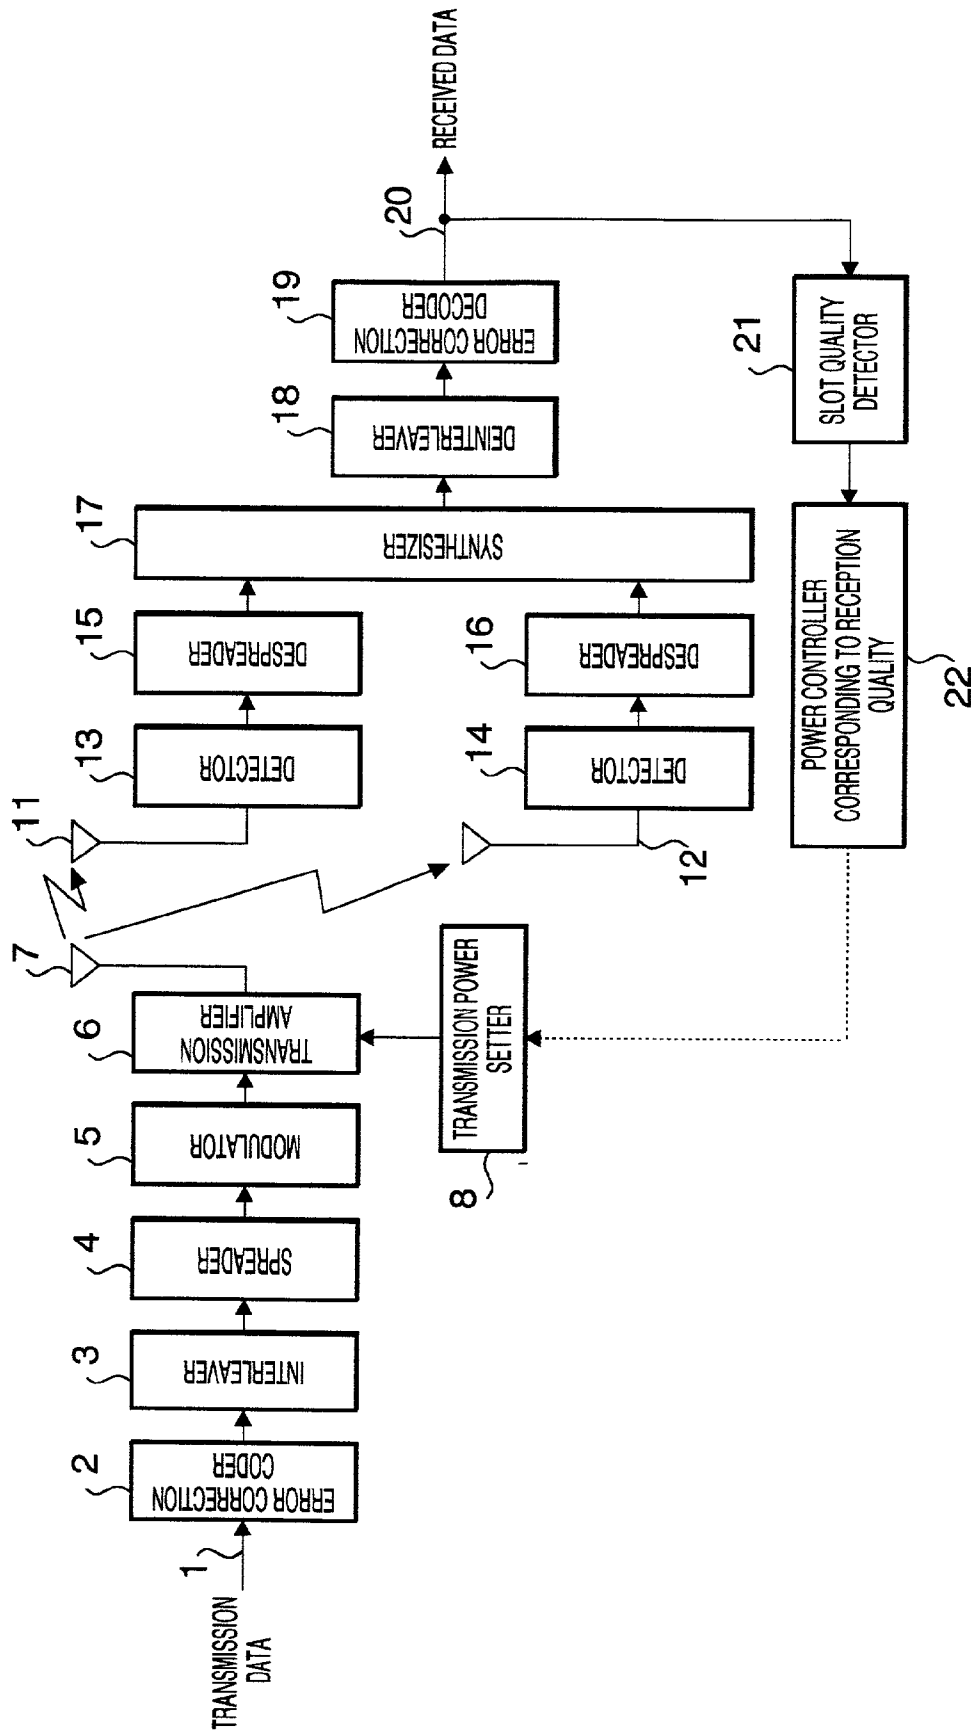 TRANSMISSION
DATA
1
2
ERROR CORRECTION
CODER
3
INTERLEAVER
4
SPREADER
5
MODULATOR
6
TRANSMISSION
AMPLIFIER
7
8
TRANSMISSION POWER
SETTER
11
12
13
DETECTOR
14
DETECTOR
15
DESPREADER
16
DESPREADER
17
SYNTHESIZER
18
DEINTERLEAVER
19
ERROR CORRECTION
DECODER
20
RECEIVED DATA
21
SLOT QUALITY
DETECTOR
22
POWER CONTROLLER
CORRESPONDING TO RECEPTION
QUALITY